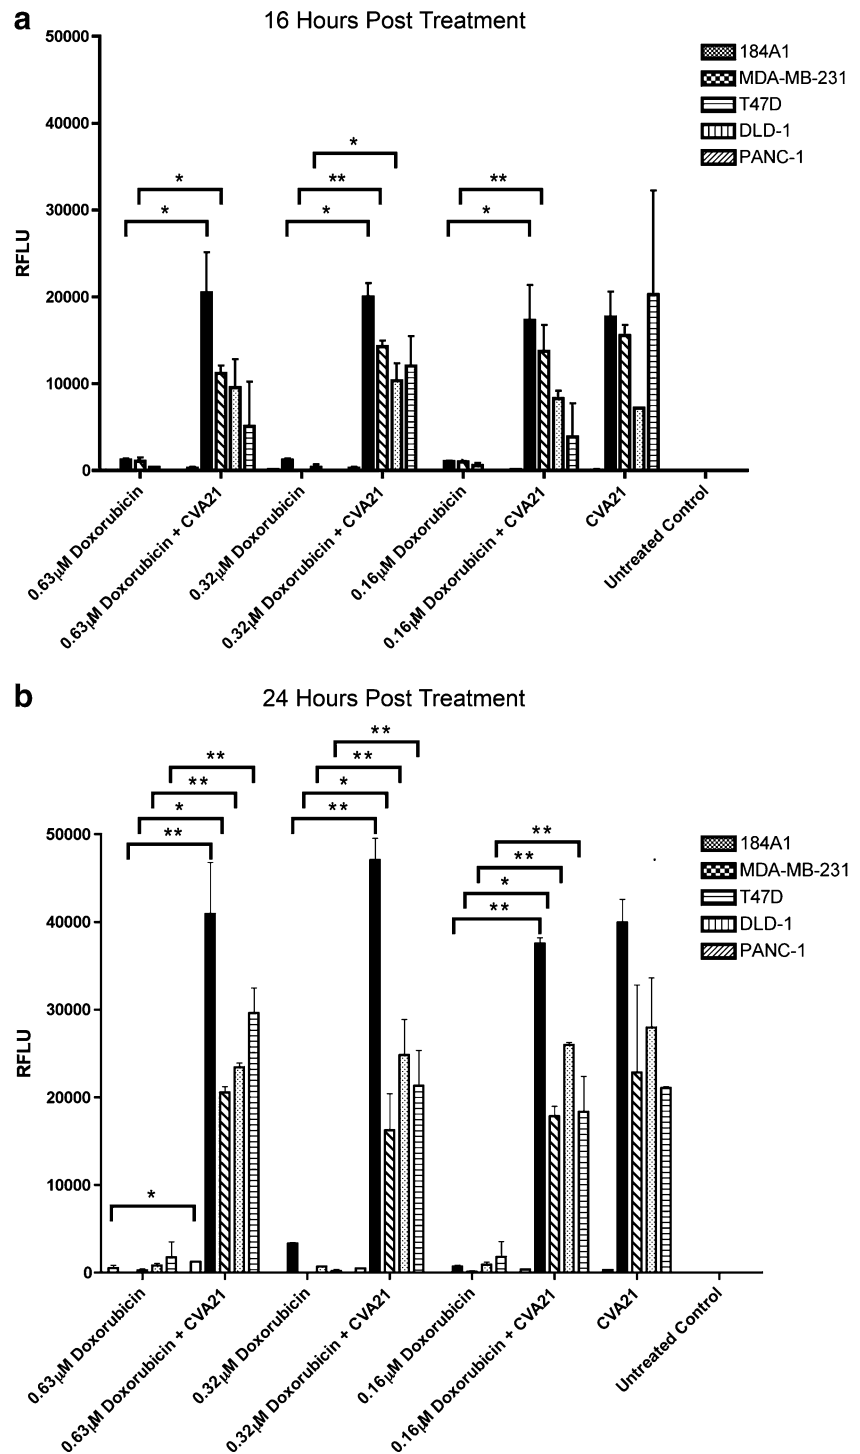 a
16 Hours Post Treatment
50000
40000
30000
20000
10000
0
RFLU
184A1
MDA-MB-231
T47D
DLD-1
PANC-1
*
*
**
**
*
*
*
*
0.63μM Doxorubicin
0.63μM Doxorubicin + CVA21
0.32μM Doxorubicin
0.32μM Doxorubicin + CVA21
0.16μM Doxorubicin
0.16μM Doxorubicin + CVA21
CVA21
Untreated Control
b
24 Hours Post Treatment
**
**
**
**
*
*
**
**
50000
40000
30000
20000
10000
0
RFLU
184A1
MDA-MB-231
T47D
DLD-1
PANC-1
**
**
*
**
*
0.63μM Doxorubicin
0.63μM Doxorubicin + CVA21
0.32μM Doxorubicin
0.32μM Doxorubicin + CVA21
0.16μM Doxorubicin
0.16μM Doxorubicin + CVA21
CVA21
Untreated Control